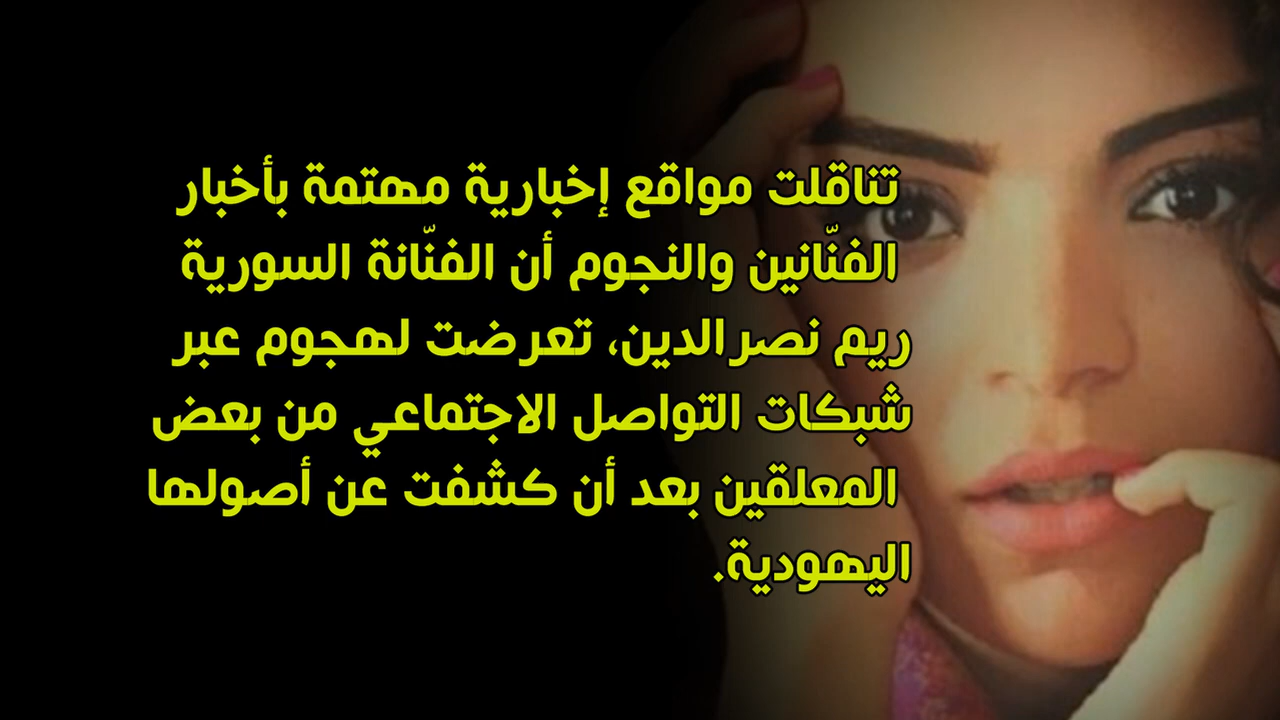 تناقلت مواقع إخبارية مهتمة بأخبار
الفنّانين والنجوم أن الفنّانة السورية
ريم نصرالدين، تعرضت لهجوم عبر
شبكات التواصل الاجتماعي من بعض
المعلقين بعد أن كشفت عن أصولها
اليهودية.